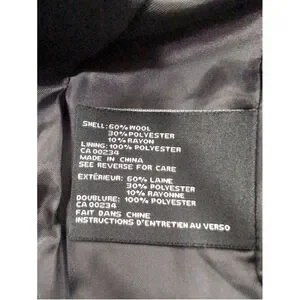 SHELL: 60% WOOL
30% POLYESTER
10% RAYON
LINING: 100% POLYESTER
CA 00234
MADE IN CHINA
SEE REVERSE FOR CARE
EXTÉRIEUR: 60% LAINE
30% POLYESTER
10% RAYONNE
DOUBLURE: 100% POLYESTER
CA 00234
FAIT DANS CHINE
INSTRUCTIONS D'ENTRETIEN AU VERSO